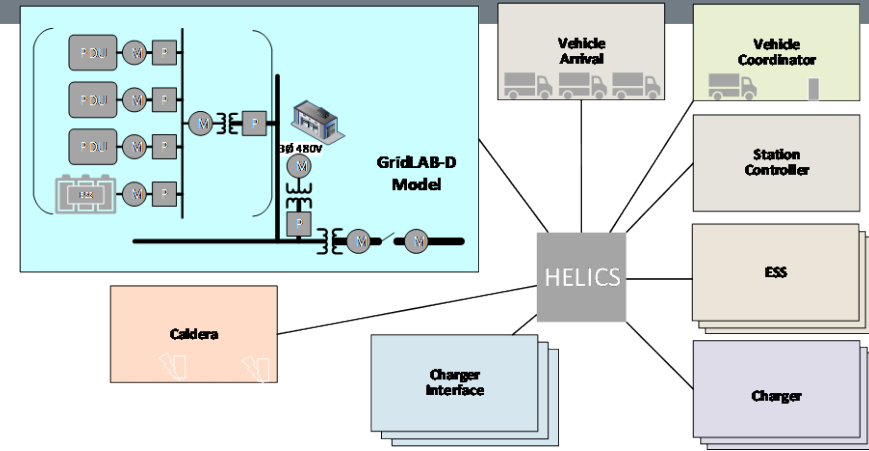 PDU
M
P
PDU
M
P
PDU
M
P
ESS
M
P
M
P
3Ø 480V
M
P
M
M
GridLAB-D
Model
Vehicle
Arrival
Vehicle
Coordinator
Station
Controller
HELICS
ESS
Caldera
Charger
Interface
Charger